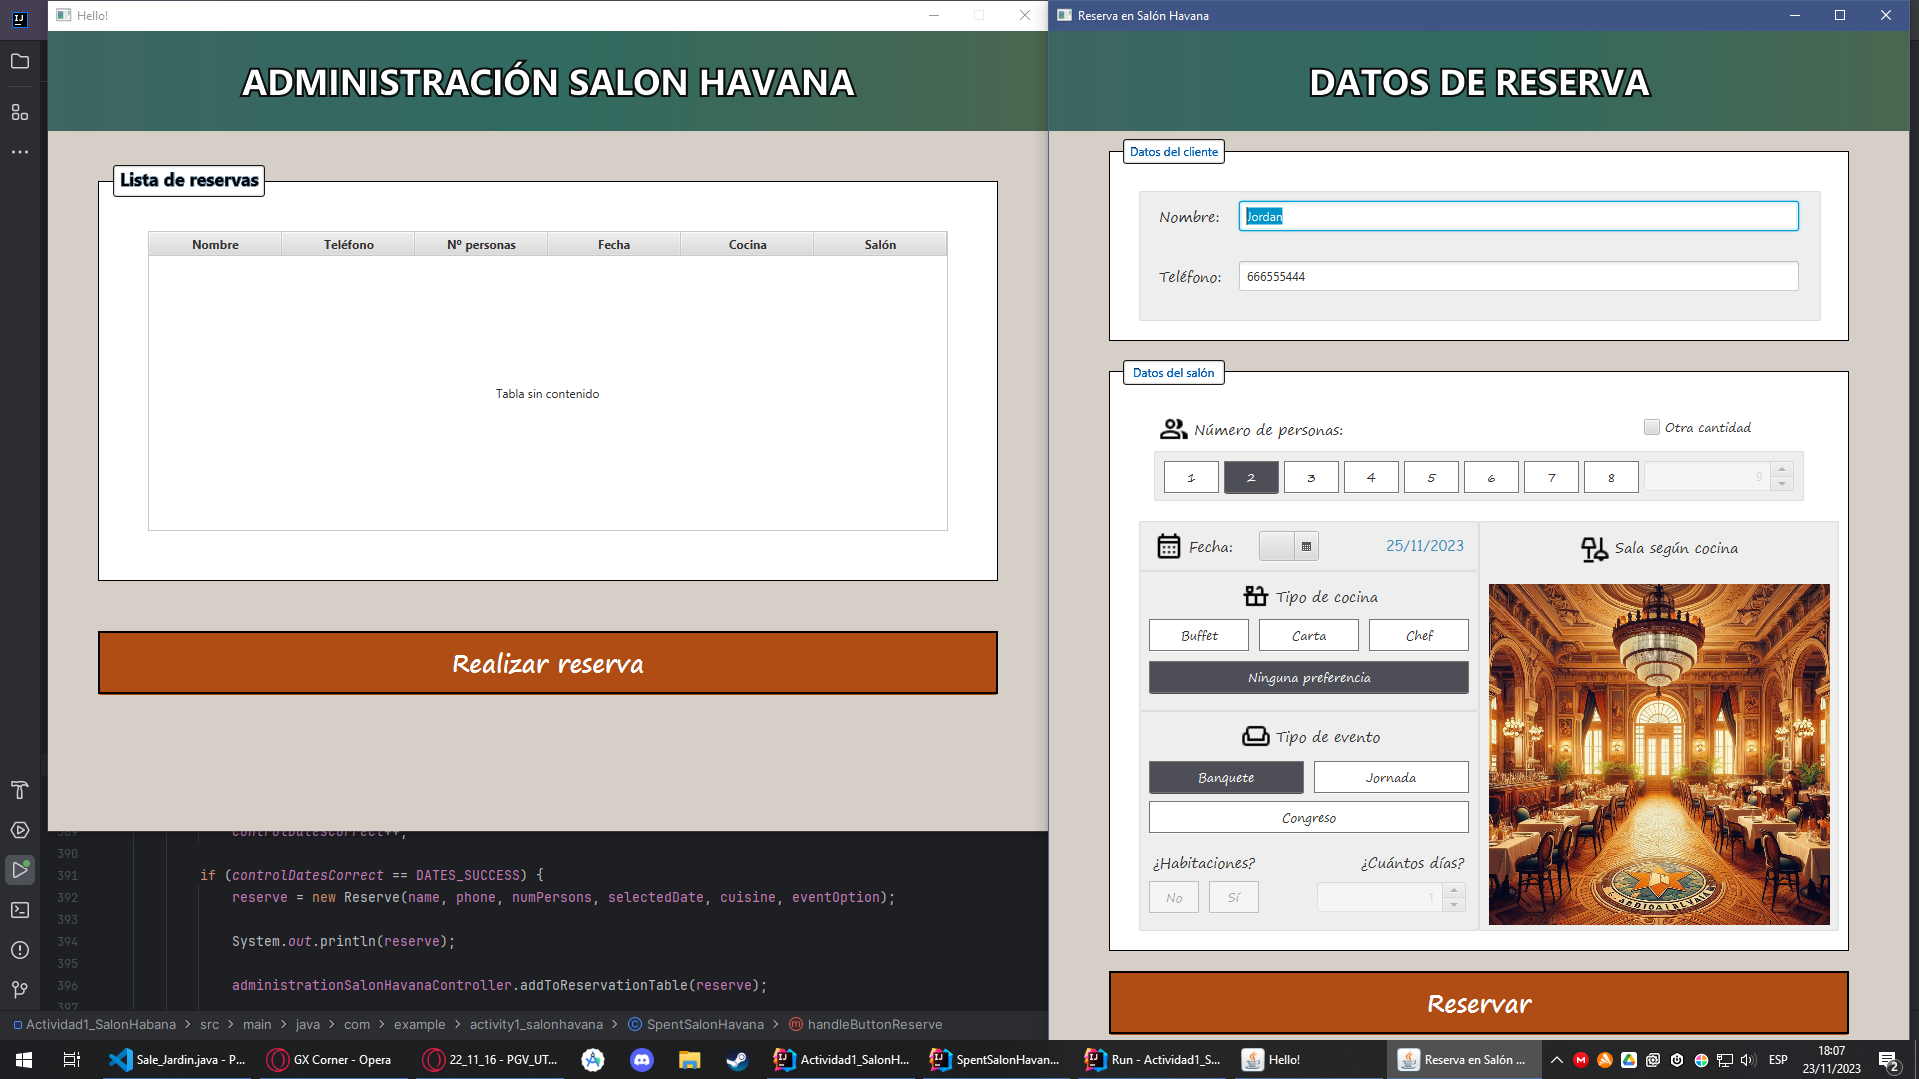 Hello!
ADMINISTRACIÓN SALON HAVANA
Lista de reservas
Nombre Teléfono Nº personas Fecha Cocina Salón
Tabla sin contenido
Realizar reserva
390
391 if (controlDatesCorrect == DATES_SUCCESS) {
392 reserve = new Reserve(name, phone, numPersons, selectedDate, cuisine, eventOption);
393
394 System.out.println(reserve);
395
396 administrationSalonHavanaController.addToReservationTable(reserve);
397
Actividad1_SalonHabana > src > main > java > com > example > activity1_salonhavana > SpentSalonHavana > handleButtonReserve
Reserva en Salón Havana
DATOS DE RESERVA
Datos del cliente
Nombre: Jordan
Teléfono: 666555444
Datos del salón
Número de personas:
Otra cantidad
1 2 3 4 5 6 7 8 9
Fecha: 25/11/2023
Tipo de cocina
Buffet Carta Chef
Ninguna preferencia
Tipo de evento
Banquete Jornada
Congreso
¿Habitaciones? ¿Cuántos días?
No Sí 1
Sala según cocina
Reservar
Sale_Jardin.java - P...
GX Corner - Opera
22_11_16 - PGV_UT...
Actividad1_SalonH...
SpentSalonHavan...
Run - Actividad1_S...
Hello!
Reserva en Salón ...
ESP
18:07
23/11/2023
2